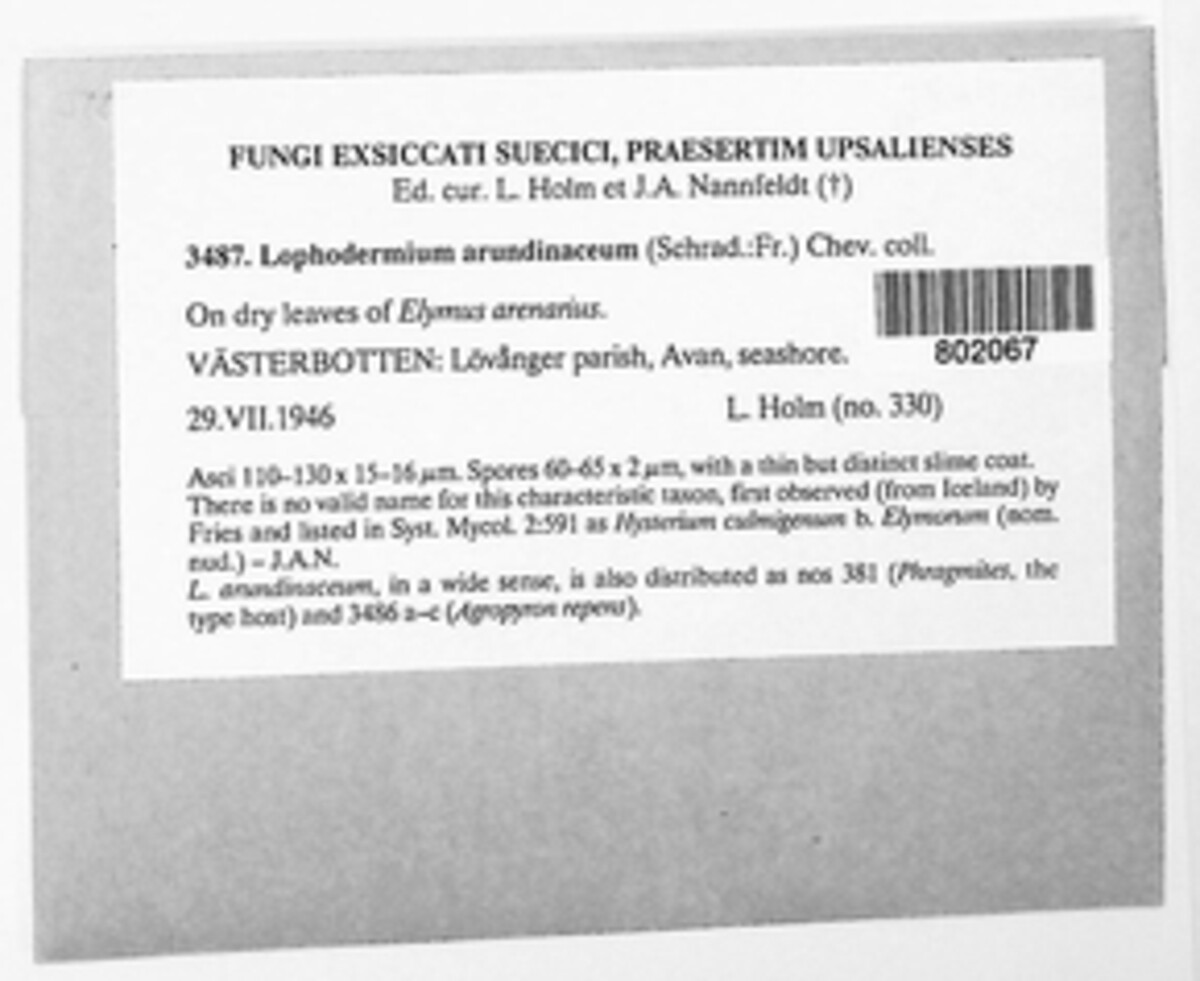 FUNGI EXSICCATI SUECICI, PRAESERTIM UPSALIENSES
Ed. cur. L. Holm et J.A. Nannfeldt (†)
3487. Lophodermium arundinaceum (Schrad.:Fr.) Chev. coll.
On dry leaves of Elymus arenarius.
VÄSTERBOTTEN: Lövånger parish, Avan, seashore.
802067
29.VII.1946 L. Holm (no. 330)
Asci 110–130 x 15–16 µm. Spores 60–65 x 2 µm, with a thin but distinct slime coat.
There is no valid name for this characteristic taxon, first observed (from Iceland) by
Fries and listed in Syst. Mycol. 2:591 as Hysterium culmigenum b. Elymorum (nom.
nud.) – J.A.N.
L. arundinaceum, in a wide sense, is also distributed as nos 381 (Phragmites, the
type host) and 3486 a–c (Agropyron repens).